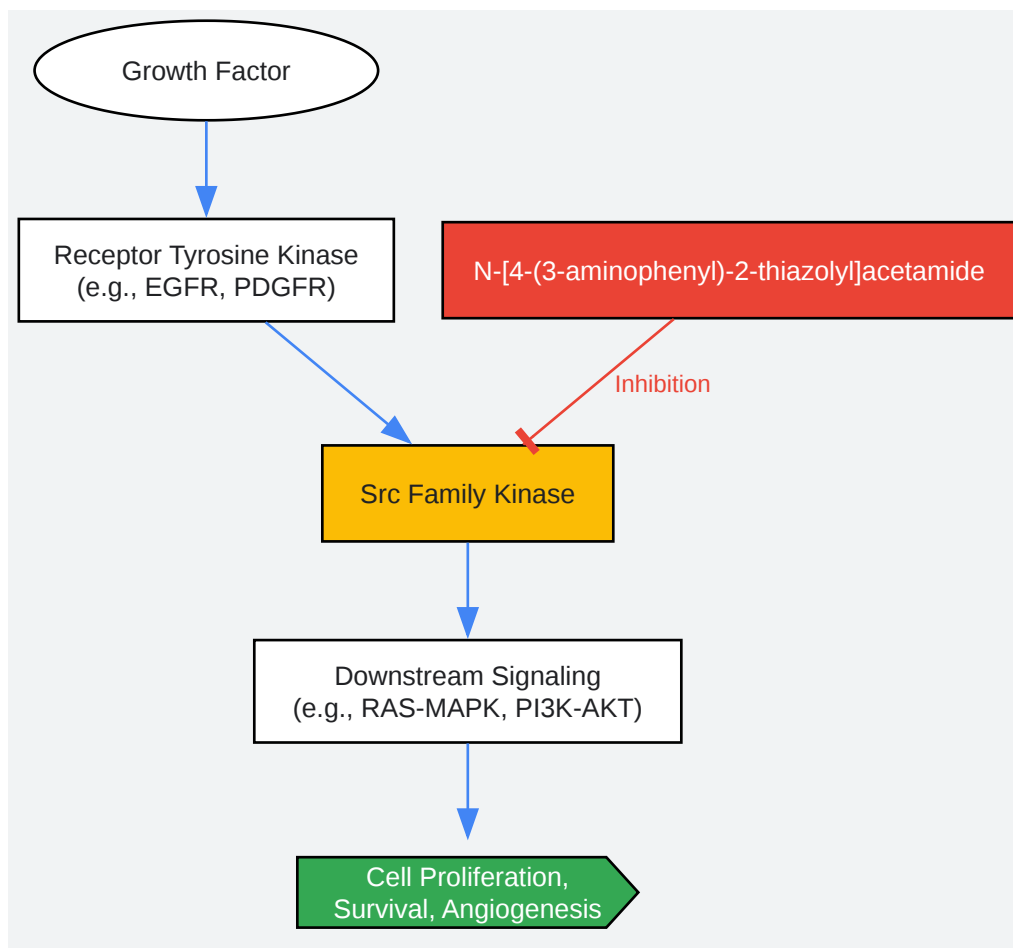 Growth Factor
Receptor Tyrosine Kinase
(e.g., EGFR, PDGFR)
N-[4-(3-aminophenyl)-2-thiazolyl]acetamide
Inhibition
Src Family Kinase
Downstream Signaling
(e.g., RAS-MAPK, PI3K-AKT)
Cell Proliferation,
Survival, Angiogenesis